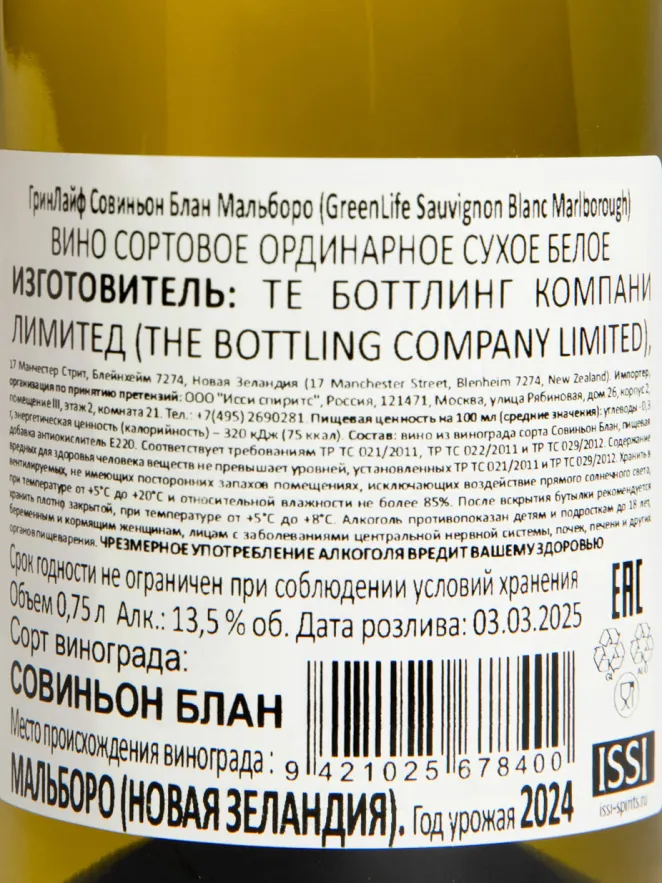 ГринЛайф Совиньон Блан Мальборо (GreenLife Sauvignon Blanc Marlborough)
ВИНО СОРТОВОЕ ОРДИНАРНОЕ СУХОЕ БЕЛОЕ
ИЗГОТОВИТЕЛЬ: ТЕ БОТТЛИНГ КОМПАНИ
ЛИМИТЕД (THE BOTTLING COMPANY LIMITED),
17 Манчестер Стрит, Блейнхейм 7274, Новая Зеландия (17 Manchester Street, Blenheim 7274, New Zealand). Импортер,
организация по принятию претензий: ООО "Исси спиритс", Россия, 121471, Москва, улица Рябиновая, дом 26, корпус 2,
помещение III, этаж 2, комната 21. Тел.: +7(495) 2690281. Пищевая ценность на 100 мл (средние значения): углеводы - 0,3
г, энергетическая ценность (калорийность) – 320 кДж (75 ккал). Состав: вино из винограда сорта Совиньон Блан, пищевая
добавка антиокислитель Е220. Соответствует требованиям ТР ТС 021/2011, ТР ТС 022/2011 и ТР ТС 029/2012. Содержание
вредных для здоровья человека веществ не превышает уровней, установленных ТР ТС 021/2011 и ТР ТС 029/2012. Хранить в
вентилируемых, не имеющих посторонних запахов помещениях, исключающих воздействие прямого солнечного света,
при температуре от +5°С до +20°С и относительной влажности не более 85%. После вскрытия бутылки рекомендуется
хранить плотно закрытой, при температуре от +5°С до +8°С. Алкоголь противопоказан детям и подросткам до 18 лет,
беременным и кормящим женщинам, лицам с заболеваниями центральной нервной системы, почек, печени и других
органов пищеварения. ЧРЕЗМЕРНОЕ УПОТРЕБЛЕНИЕ АЛКОГОЛЯ ВРЕДИТ ВАШЕМУ ЗДОРОВЬЮ
Срок годности не ограничен при соблюдении условий хранения
Объем 0,75 л Алк.: 13,5 % об. Дата розлива: 03.03.2025
EAC
Сорт винограда:
СОВИНЬОН БЛАН
Место происхождения винограда:
9 421025 678400
МАЛЬБОРО (НОВАЯ ЗЕЛАНДИЯ). Год урожая 2024
ISSI
issi-spirits.ru